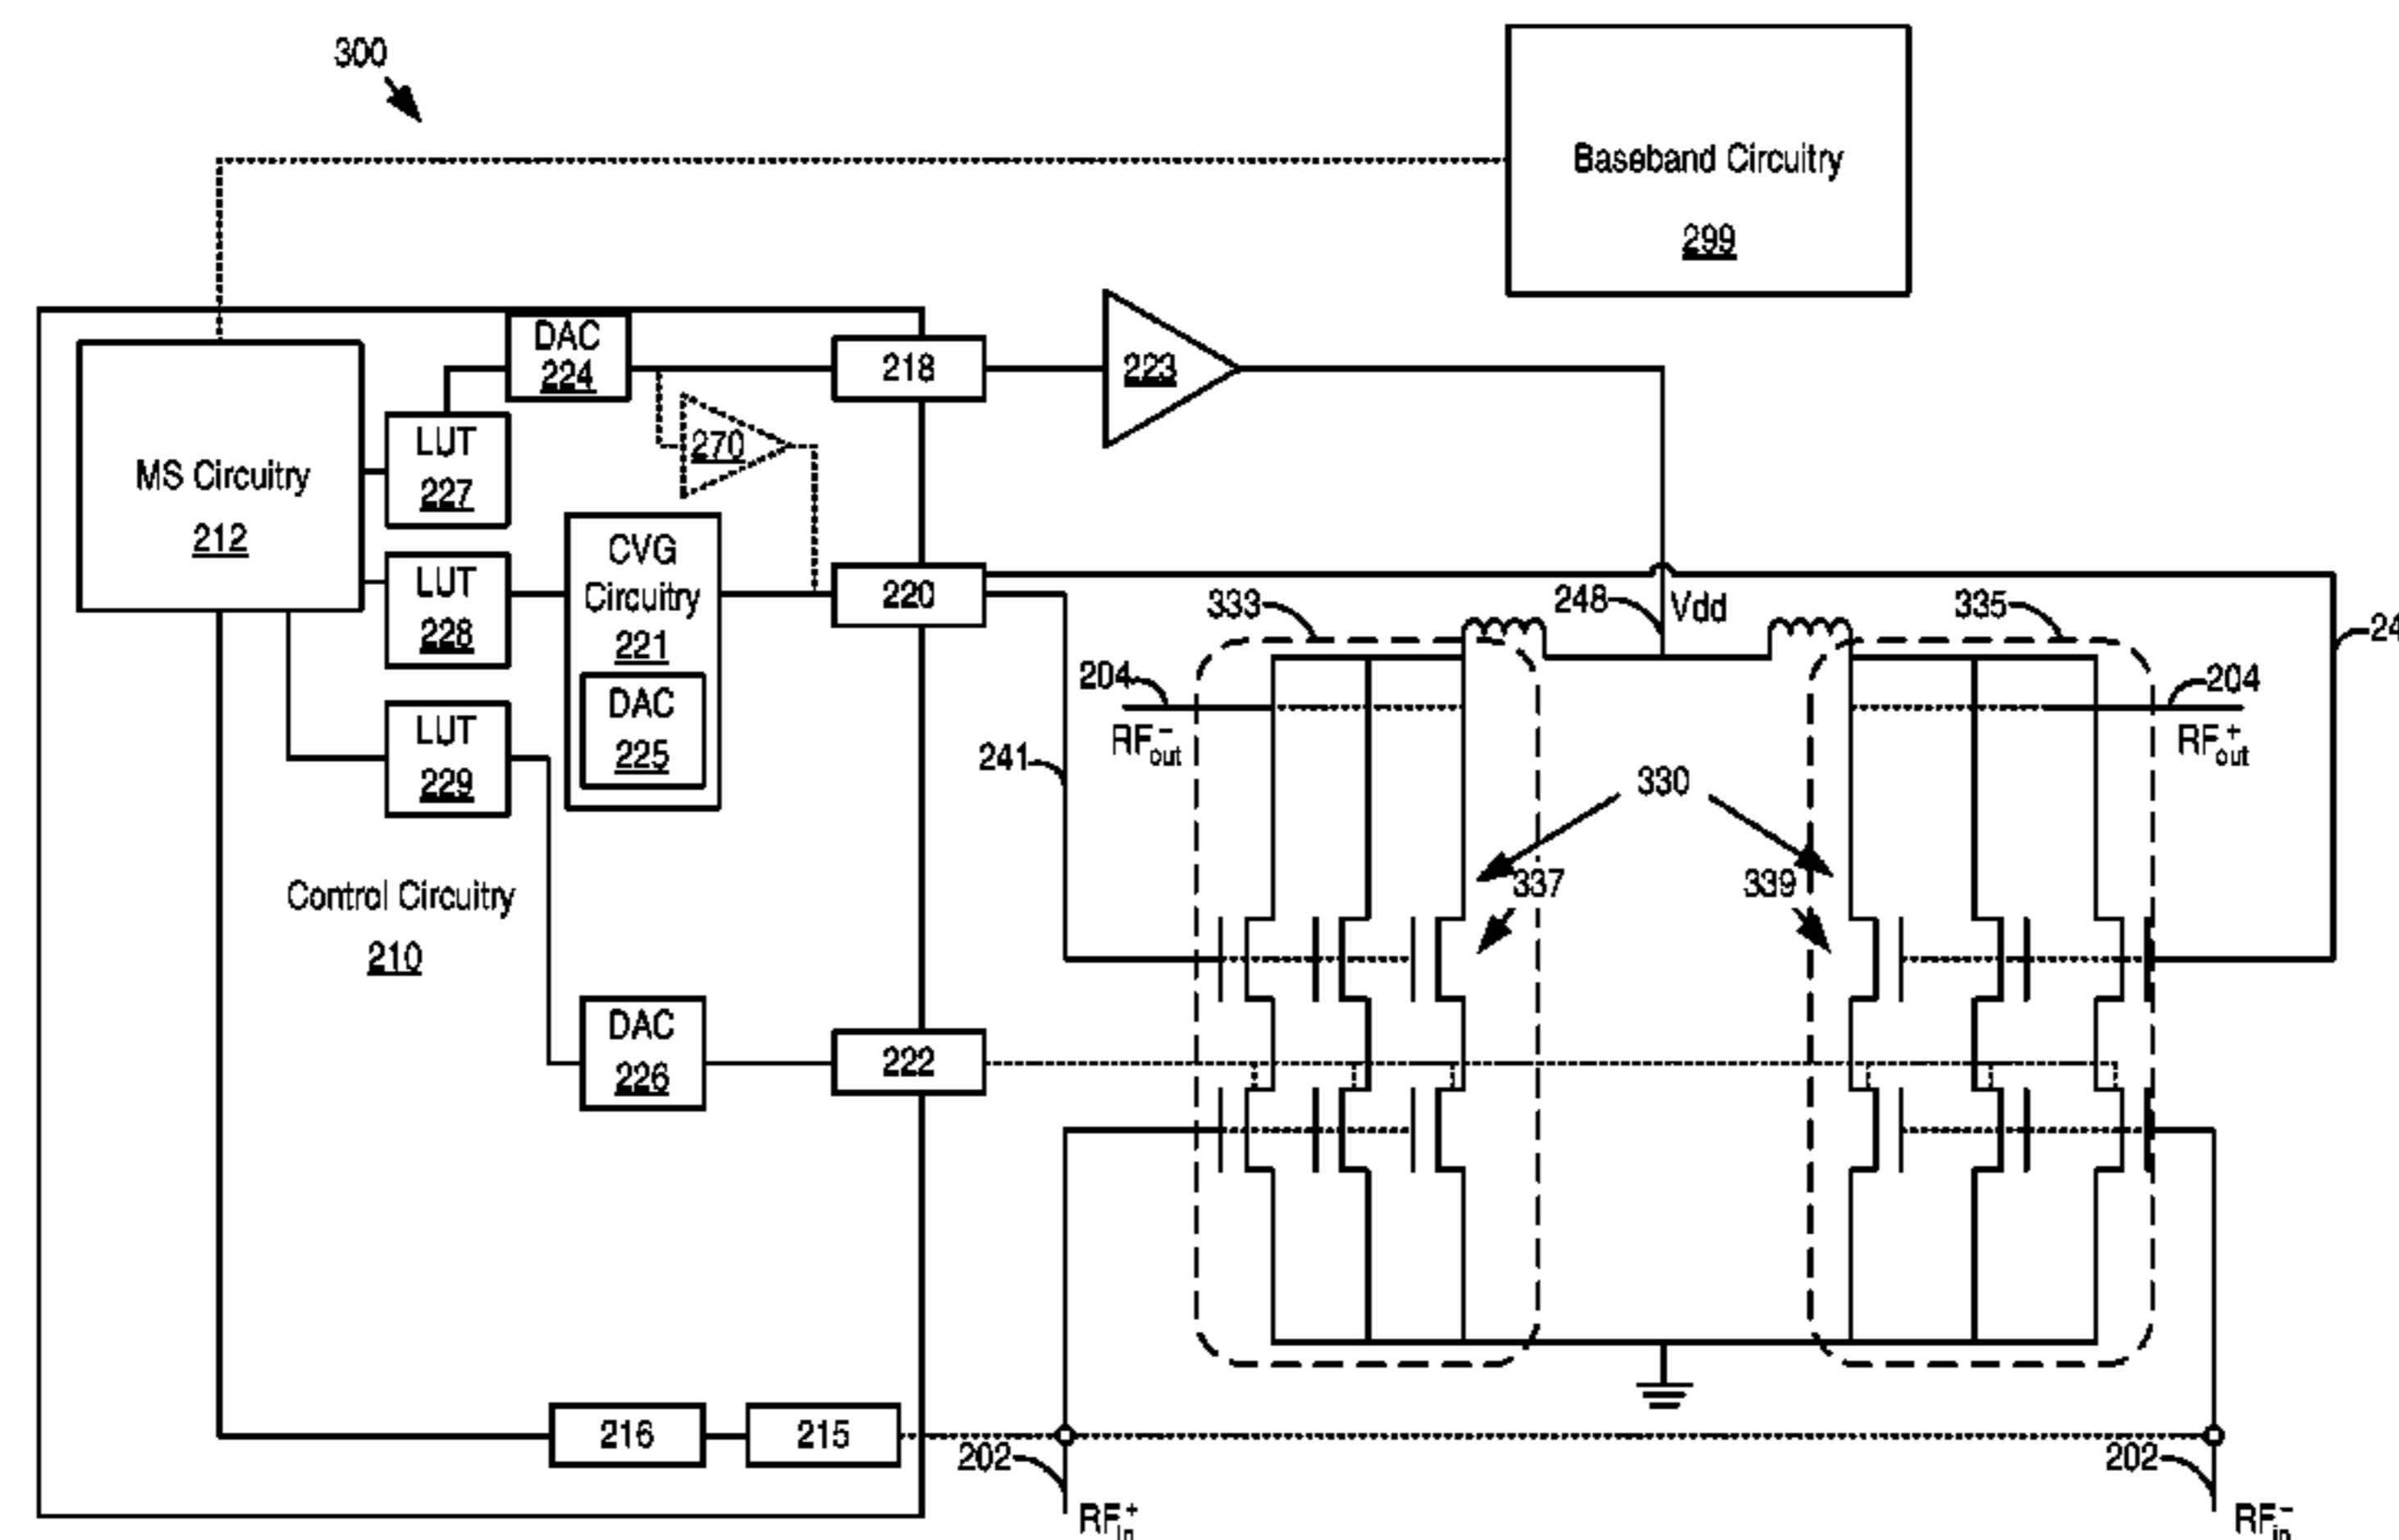 300
Baseband Circuitry
299
DAC
224
218
223
LUT
227
270
MS Circuitry
212
CVG
Circuitry
221
LUT
228
220
333
248
Vdd
335
24
DAC
225
204
RF⁻out
204
RF⁺out
LUT
229
241
330
337
339
Control Circuitry
210
DAC
226
222
216
215
202
RF⁺in
202
RF⁻in